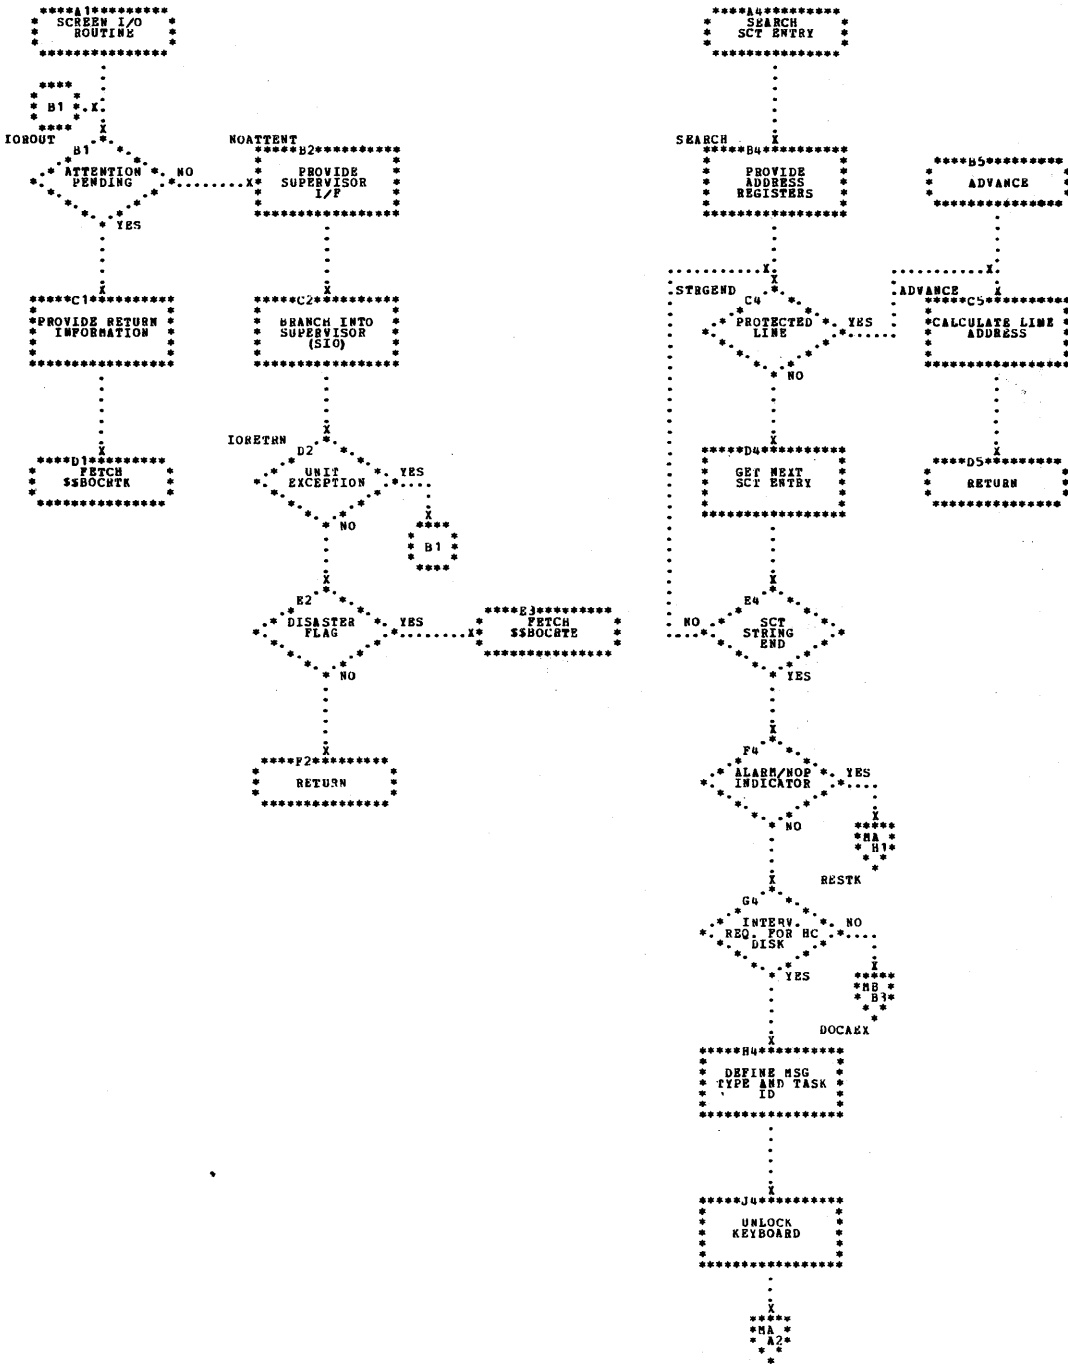 A1
SCREEN I/O
ROUTINE
B1
IOROUT
B1
ATTENTION
PENDING
NO
YES
NOATTENT
B2
PROVIDE
SUPERVISOR
I/F
C1
PROVIDE RETURN
INFORMATION
C2
BRANCH INTO
SUPERVISOR
(SIO)
D1
FETCH
$$BOCRTK
IORETRN
D2
UNIT
EXCEPTION
YES
NO
B1
E2
DISASTER
FLAG
YES
NO
E3
FETCH
$$BOCRTE
F2
RETURN
A4
SEARCH
SCT ENTRY
SEARCH
B4
PROVIDE
ADDRESS
REGISTERS
B5
ADVANCE
STRGEND
C4
PROTECTED
LINE
YES
NO
ADVANCE
C5
CALCULATE LINE
ADDRESS
D4
GET NEXT
SCT ENTRY
D5
RETURN
E4
SCT
STRING
END
NO
YES
F4
ALARM/NOP
INDICATOR
YES
NO
MA
H1
RESTK
G4
INTERV.
REQ. FOR HC
DISK
NO
YES
MB
B3
DOCAEX
H4
DEFINE MSG
TYPE AND TASK
ID
J4
UNLOCK
KEYBOARD
MA
A2